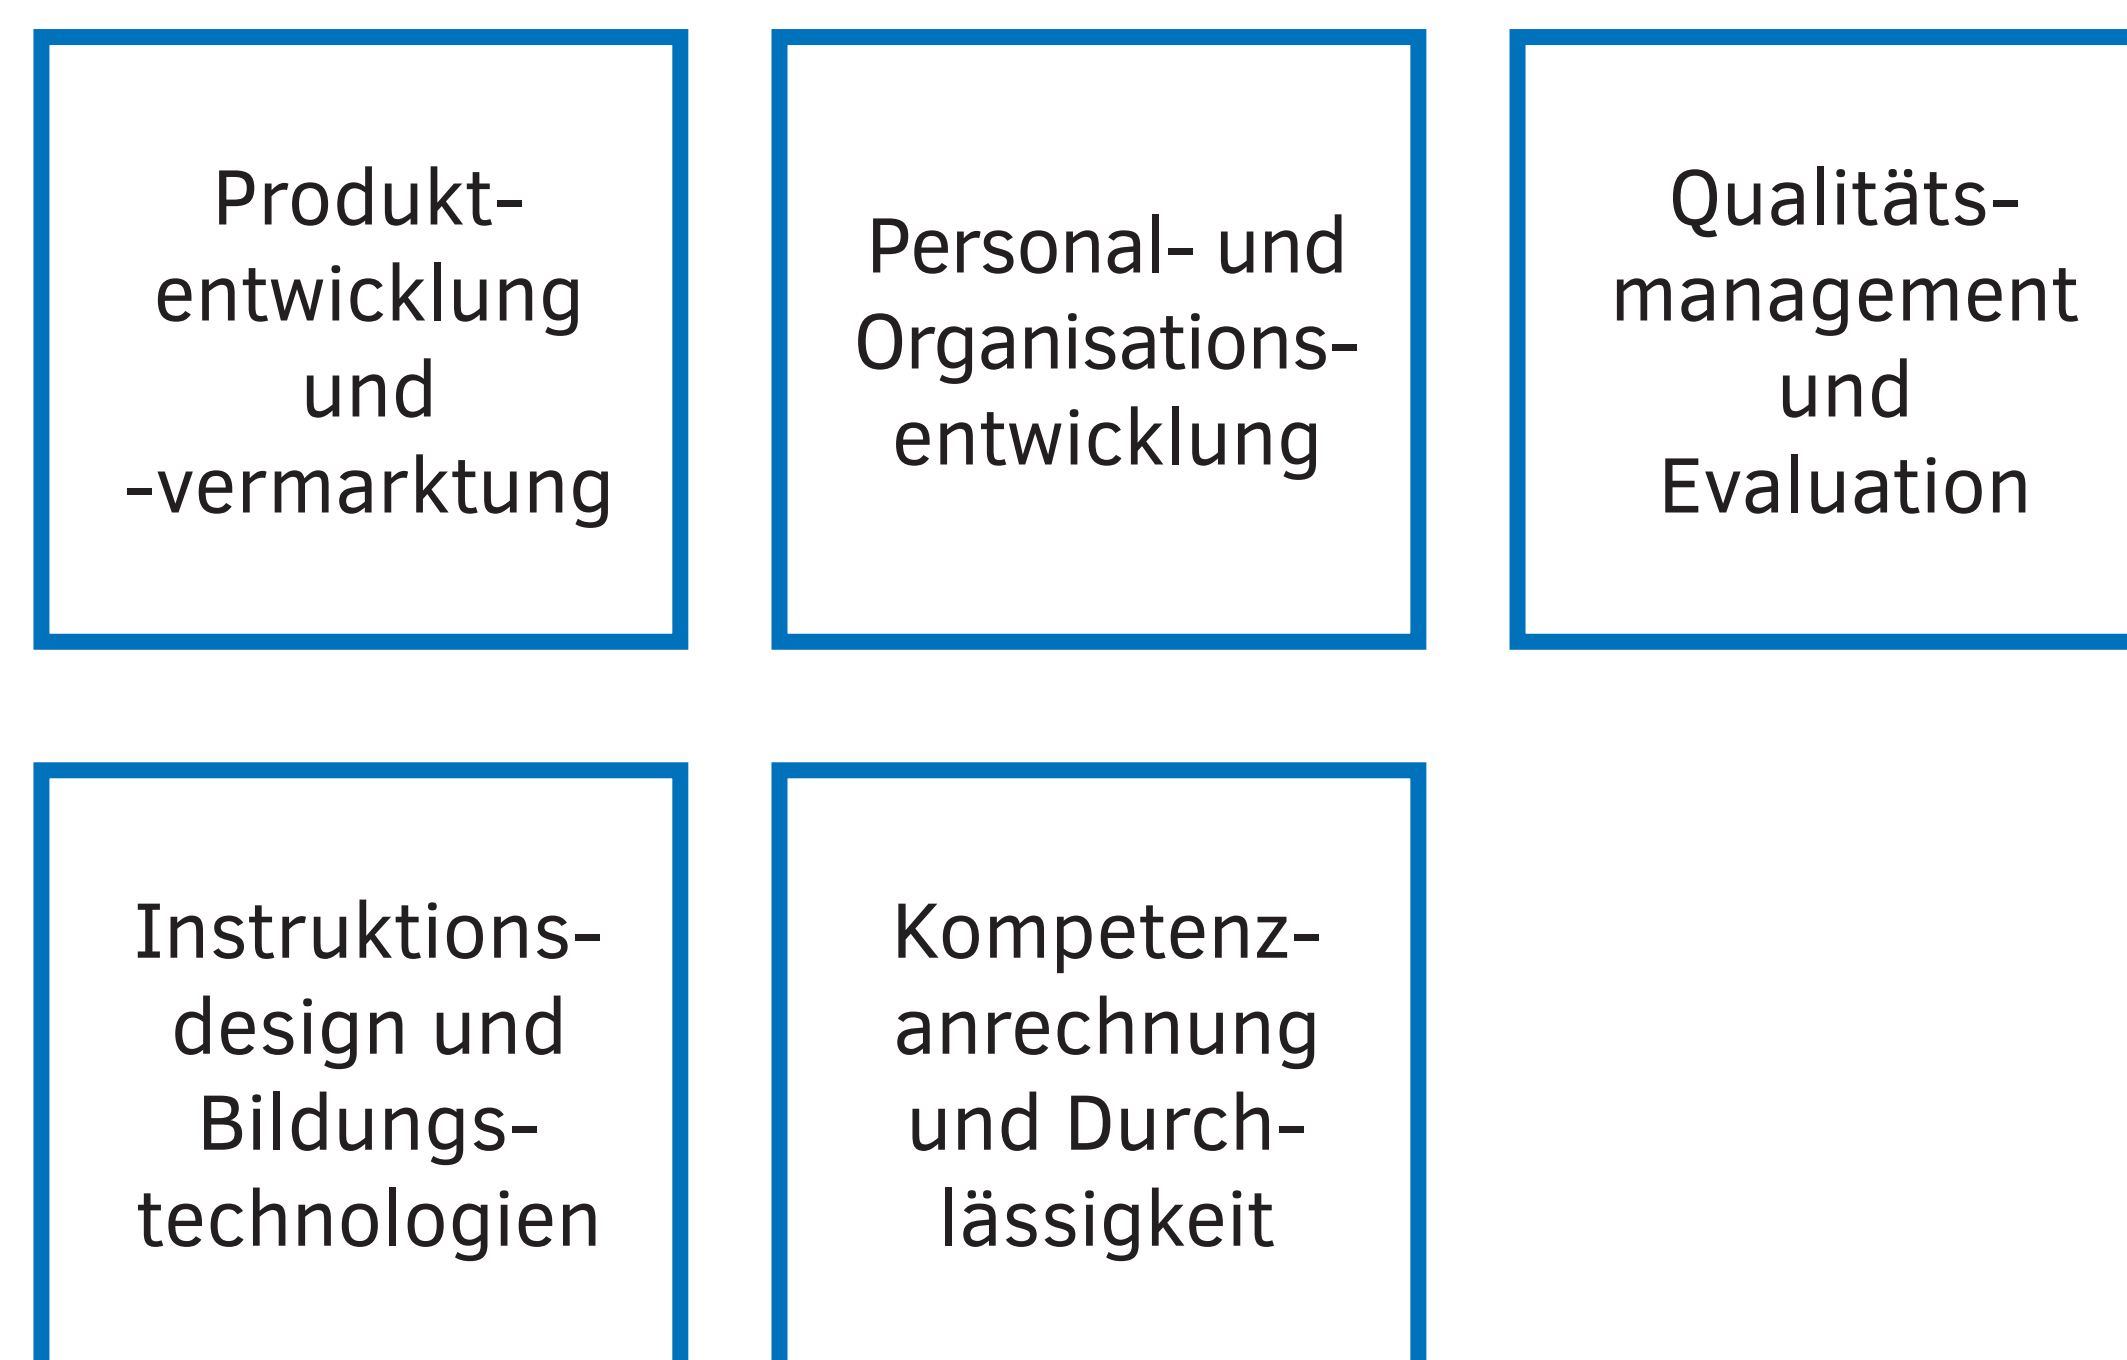 Produkt-
entwicklung
und
-vermarktung
Personal- und
Organisations-
entwicklung
Qualitäts-
management
und
Evaluation
Instruktions-
design und
Bildungs-
technologien
Kompetenz-
anrechnung
und Durch-
lässigkeit